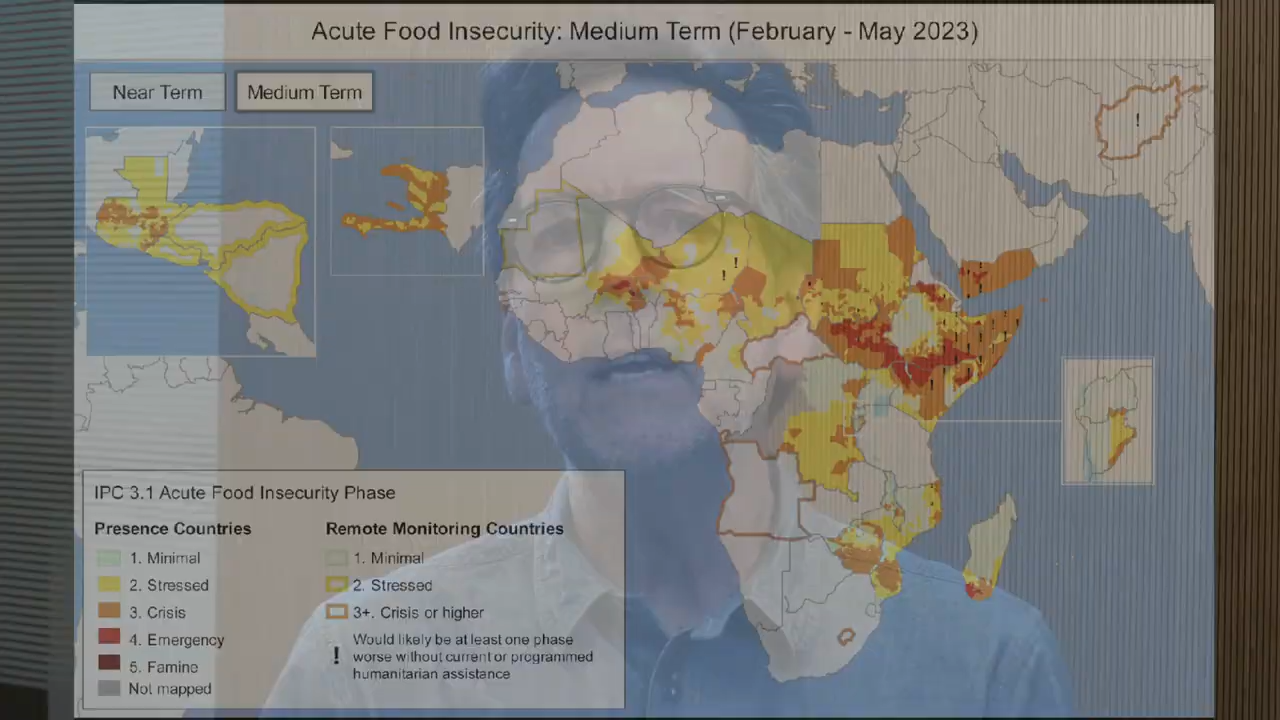 Acute Food Insecurity: Medium Term (February - May 2023)
Near Term
Medium Term
!
!
!
IPC 3.1 Acute Food Insecurity Phase
Presence Countries
1. Minimal
2. Stressed
3. Crisis
4. Emergency
5. Famine
Not mapped
Remote Monitoring Countries
1. Minimal
2. Stressed
3+. Crisis or higher
! Would likely be at least one phase
worse without current or programmed
humanitarian assistance